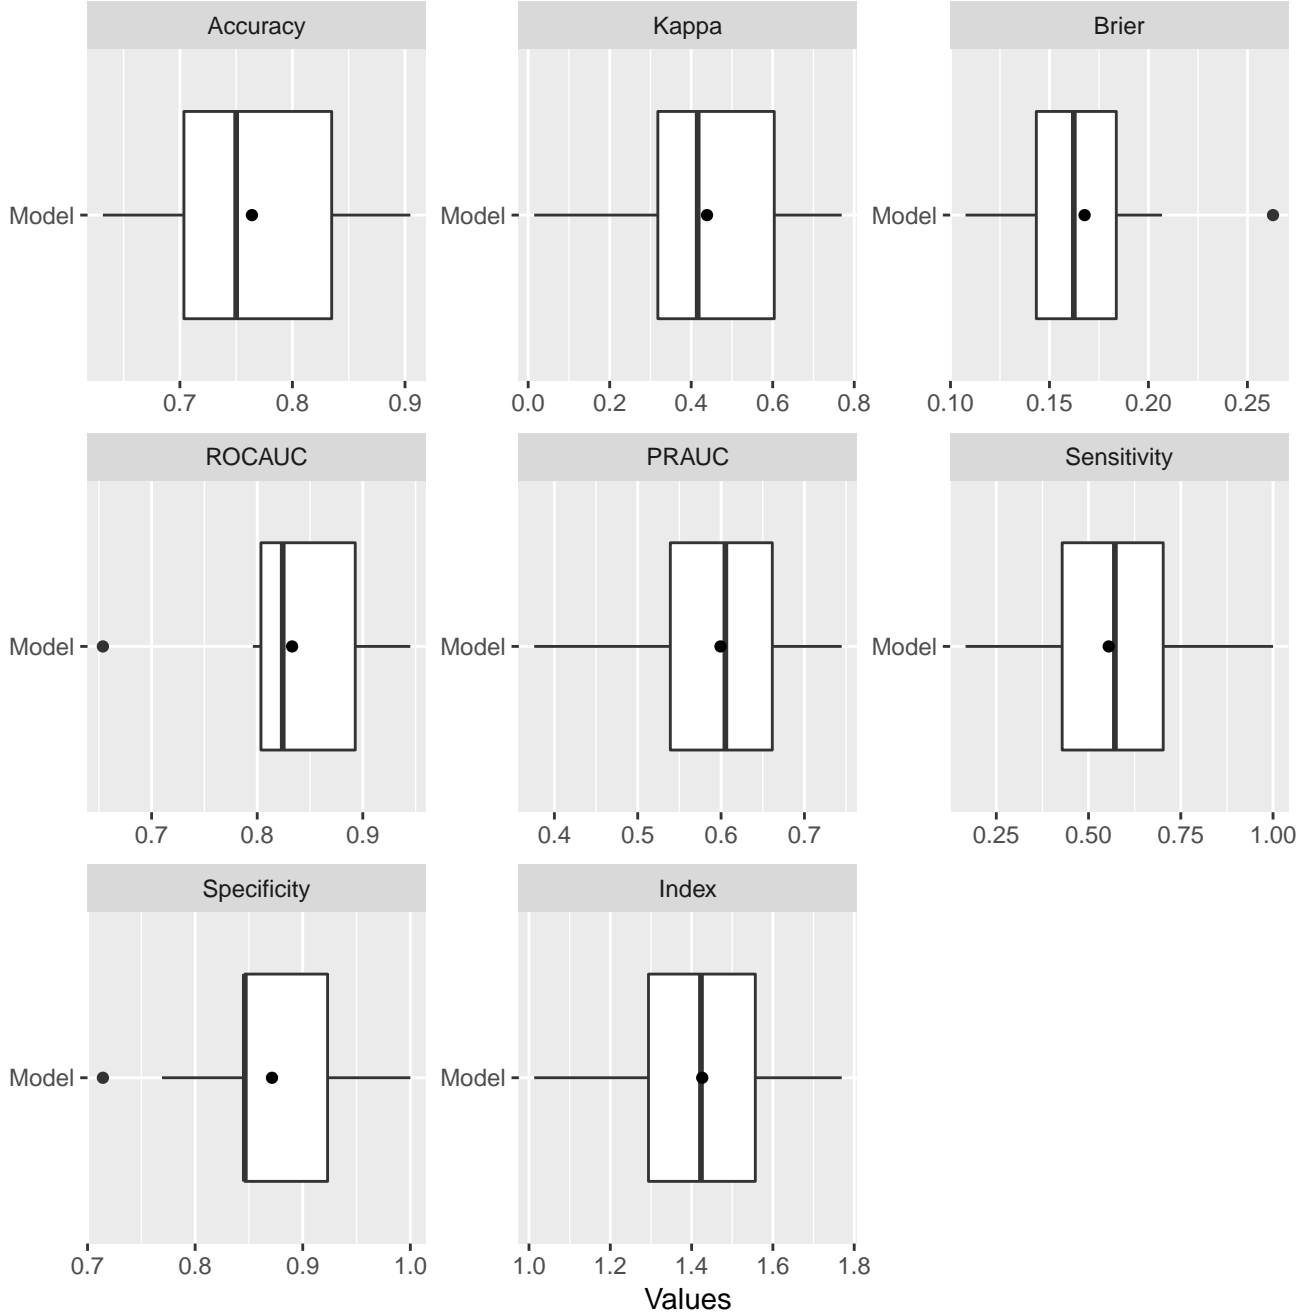 Accuracy
Kappa
Brier
Model
Model
Model
0.7 0.8 0.9
0.0 0.2 0.4 0.6 0.8
0.10 0.15 0.20 0.25
ROCAUC
PRAUC
Sensitivity
Model
Model
Model
0.7 0.8 0.9
0.4 0.5 0.6 0.7
0.25 0.50 0.75 1.00
Specificity
Index
Model
Model
0.7 0.8 0.9 1.0
1.0 1.2 1.4 1.6 1.8
Values